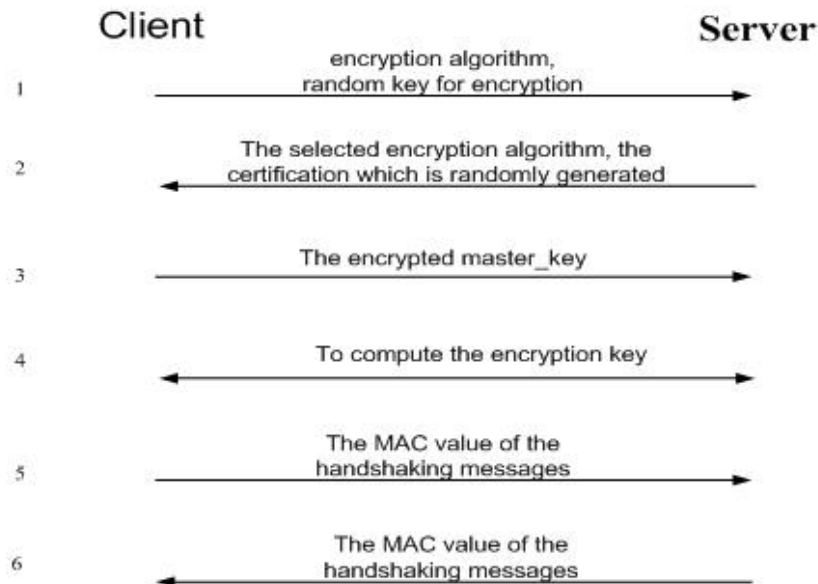 Client
Server
encryption algorithm,
1
random key for encryption
The selected encryption algorithm, the
2
certification which is randomly generated
The encrypted master_key
3
To compute the encryption key
4
The MAC value of the
5
handshaking messages
The MAC value of the
6
handshaking messages